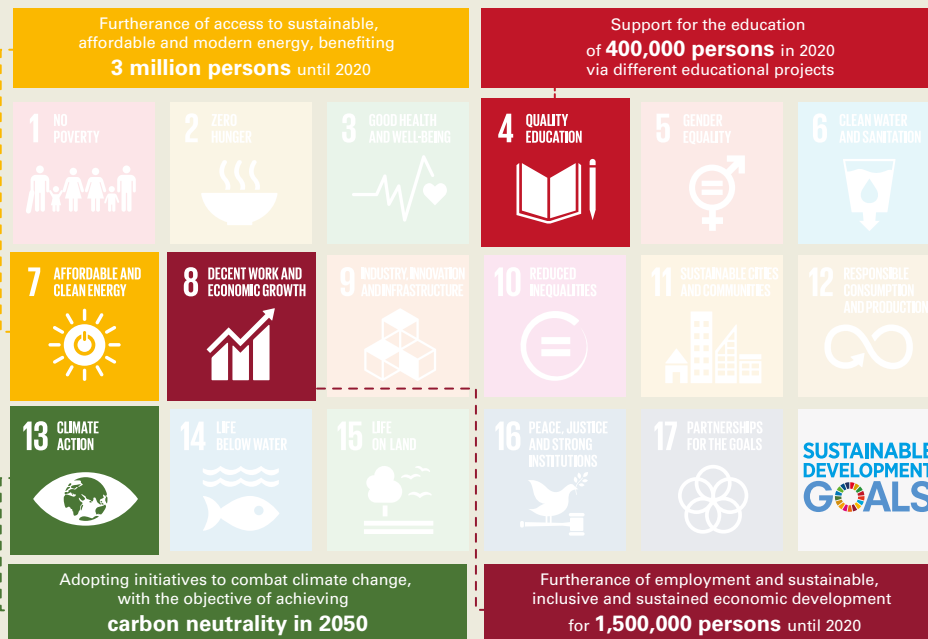 Furtherance of access to sustainable,
affordable and modern energy, benefiting
3 million persons until 2020
Support for the education
of 400,000 persons in 2020
via different educational projects
1 NO
POVERTY
2 ZERO
HUNGER
3 GOOD HEALTH
AND WELL-BEING
4 QUALITY
EDUCATION
5 GENDER
EQUALITY
6 CLEAN WATER
AND SANITATION
7 AFFORDABLE AND
CLEAN ENERGY
8 DECENT WORK AND
ECONOMIC GROWTH
9 INDUSTRY, INNOVATION
AND INFRASTRUCTURE
10 REDUCED
INEQUALITIES
11 SUSTAINABLE CITIES
AND COMMUNITIES
12 RESPONSIBLE
CONSUMPTION
AND PRODUCTION
13 CLIMATE
ACTION
14 LIFE
BELOW WATER
15 LIFE
ON LAND
16 PEACE, JUSTICE
AND STRONG
INSTITUTIONS
17 PARTNERSHIPS
FOR THE GOALS
SUSTAINABLE
DEVELOPMENT
GOALS
Adopting initiatives to combat climate change,
with the objective of achieving
carbon neutrality in 2050
Furtherance of employment and sustainable,
inclusive and sustained economic development
for 1,500,000 persons until 2020